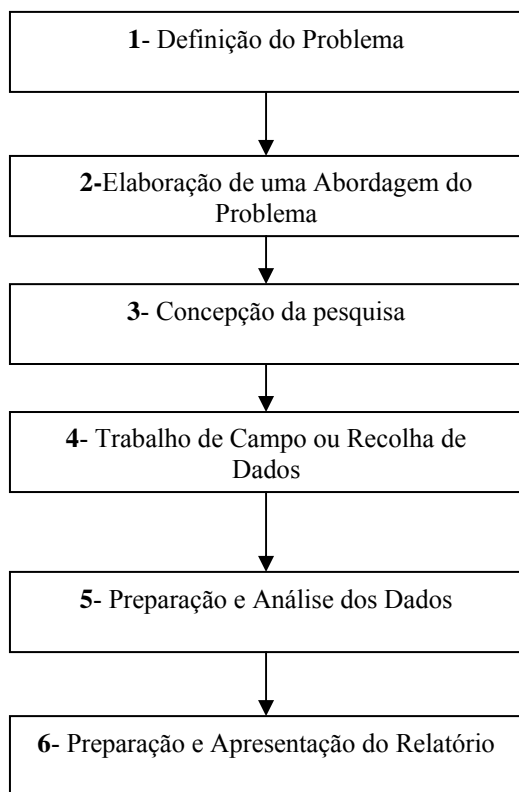 1- Definição do Problema
2-Elaboração de uma Abordagem do
Problema
3- Concepção da pesquisa
4- Trabalho de Campo ou Recolha de
Dados
5- Preparação e Análise dos Dados
6- Preparação e Apresentação do Relatório